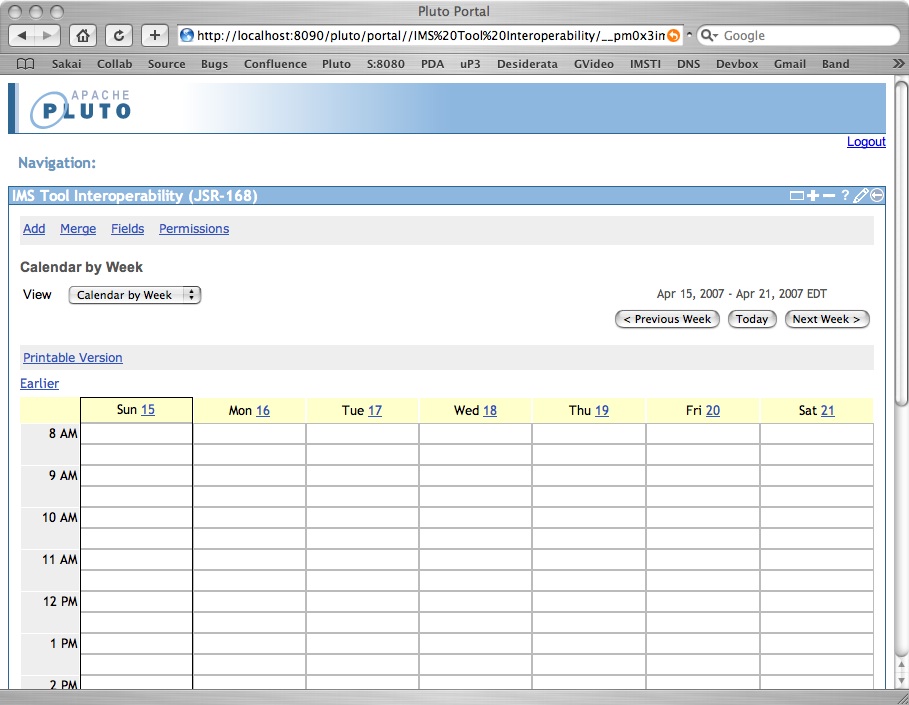 Pluto Portal
http://localhost:8090/pluto/portal//IMS%20Tool%20Interoperability/__pm0x3in
Google
Sakai Collab Source Bugs Confluence Pluto S:8080 PDA uP3 Desiderata GVideo IMSTI DNS Devbox Gmail Band »
APACHE
PLUTO
Logout
Navigation:
IMS Tool Interoperability (JSR-168)
Add Merge Fields Permissions
Calendar by Week
View Calendar by Week
Apr 15, 2007 - Apr 21, 2007 EDT
< Previous Week Today Next Week >
Printable Version
Earlier
Sun 15 Mon 16 Tue 17 Wed 18 Thu 19 Fri 20 Sat 21
8 AM
9 AM
10 AM
11 AM
12 PM
1 PM
2 PM